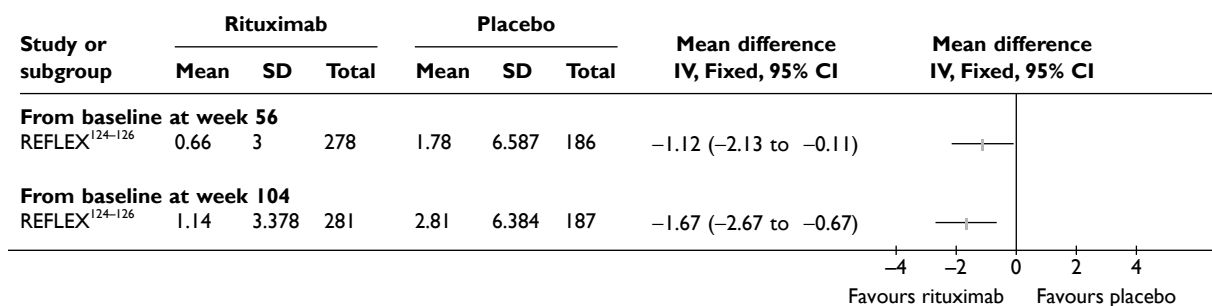 Rituximab Placebo
Study or subgroup Mean SD Total Mean SD Total Mean difference IV, Fixed, 95% CI Mean difference IV, Fixed, 95% CI
From baseline at week 56
REFLEX124–126 0.66 3 278 1.78 6.587 186 –1.12 (–2.13 to –0.11)
From baseline at week 104
REFLEX124–126 1.14 3.378 281 2.81 6.384 187 –1.67 (–2.67 to –0.67)
–4 –2 0 2 4
Favours rituximab Favours placebo